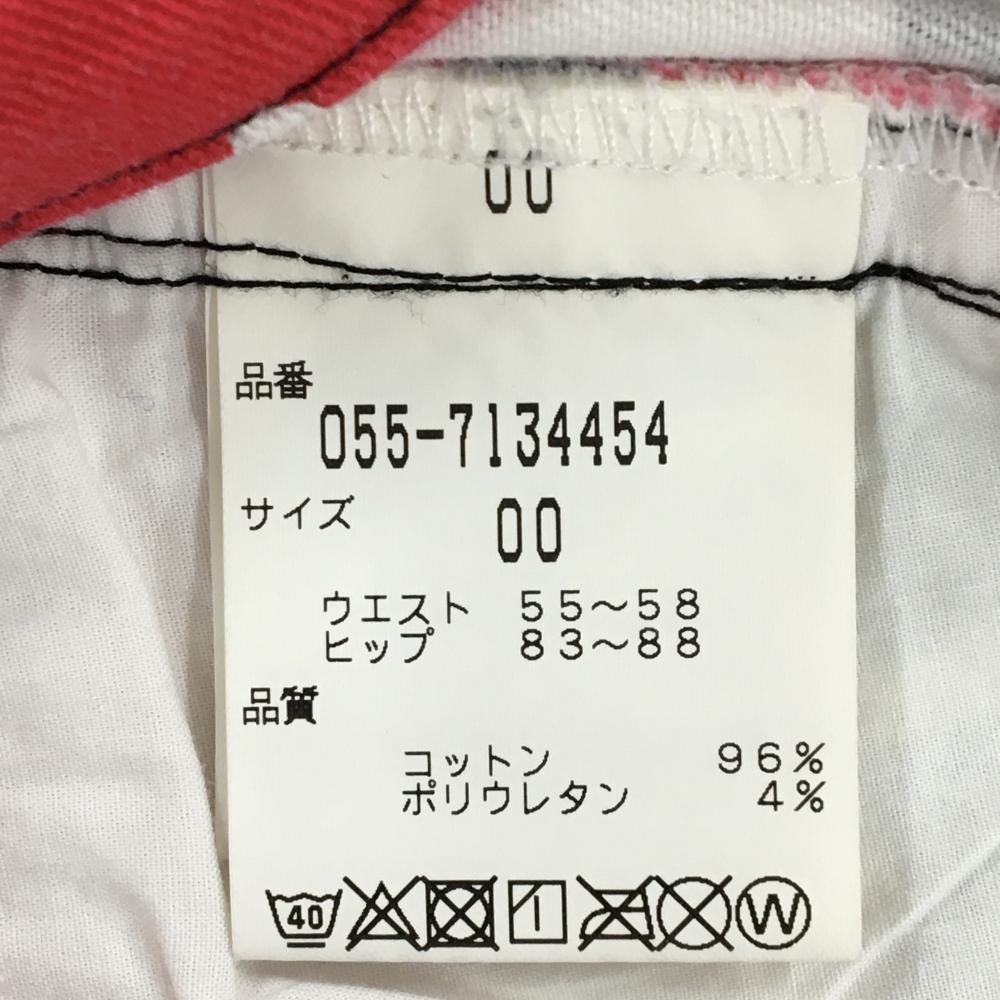 00
品番
055-7134454
サイズ
00
ウエスト 55～58
ヒップ 83～88
品質
コットン 96%
ポリウレタン 4%
40 W